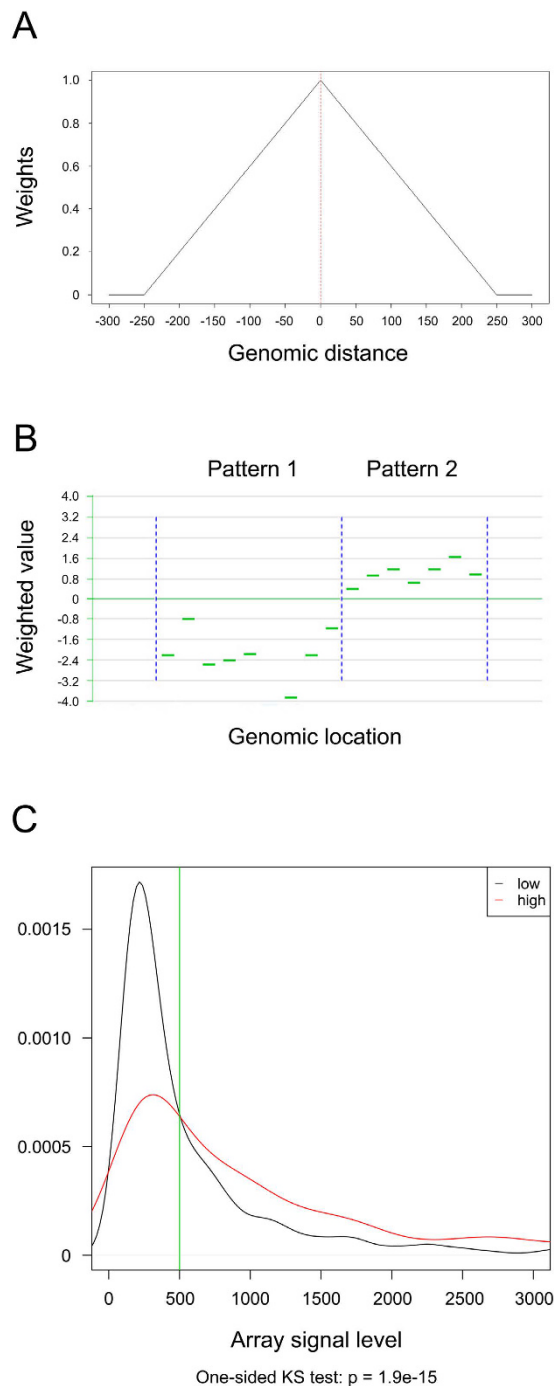 A
1.0
0.8
0.6
0.4
0.2
0
Weights
-300 -250 -200 -150 -100 -50 0 50 100 150 200 250 300
Genomic distance
B
Pattern 1 Pattern 2
4.0
3.2
2.4
1.6
0.8
0
-0.8
-1.6
-2.4
-3.2
-4.0
Weighted value
Genomic location
C
low
high
0.0015
0.0010
0.0005
0
0 500 1000 1500 2000 2500 3000
Array signal level
One-sided KS test: p = 1.9e-15